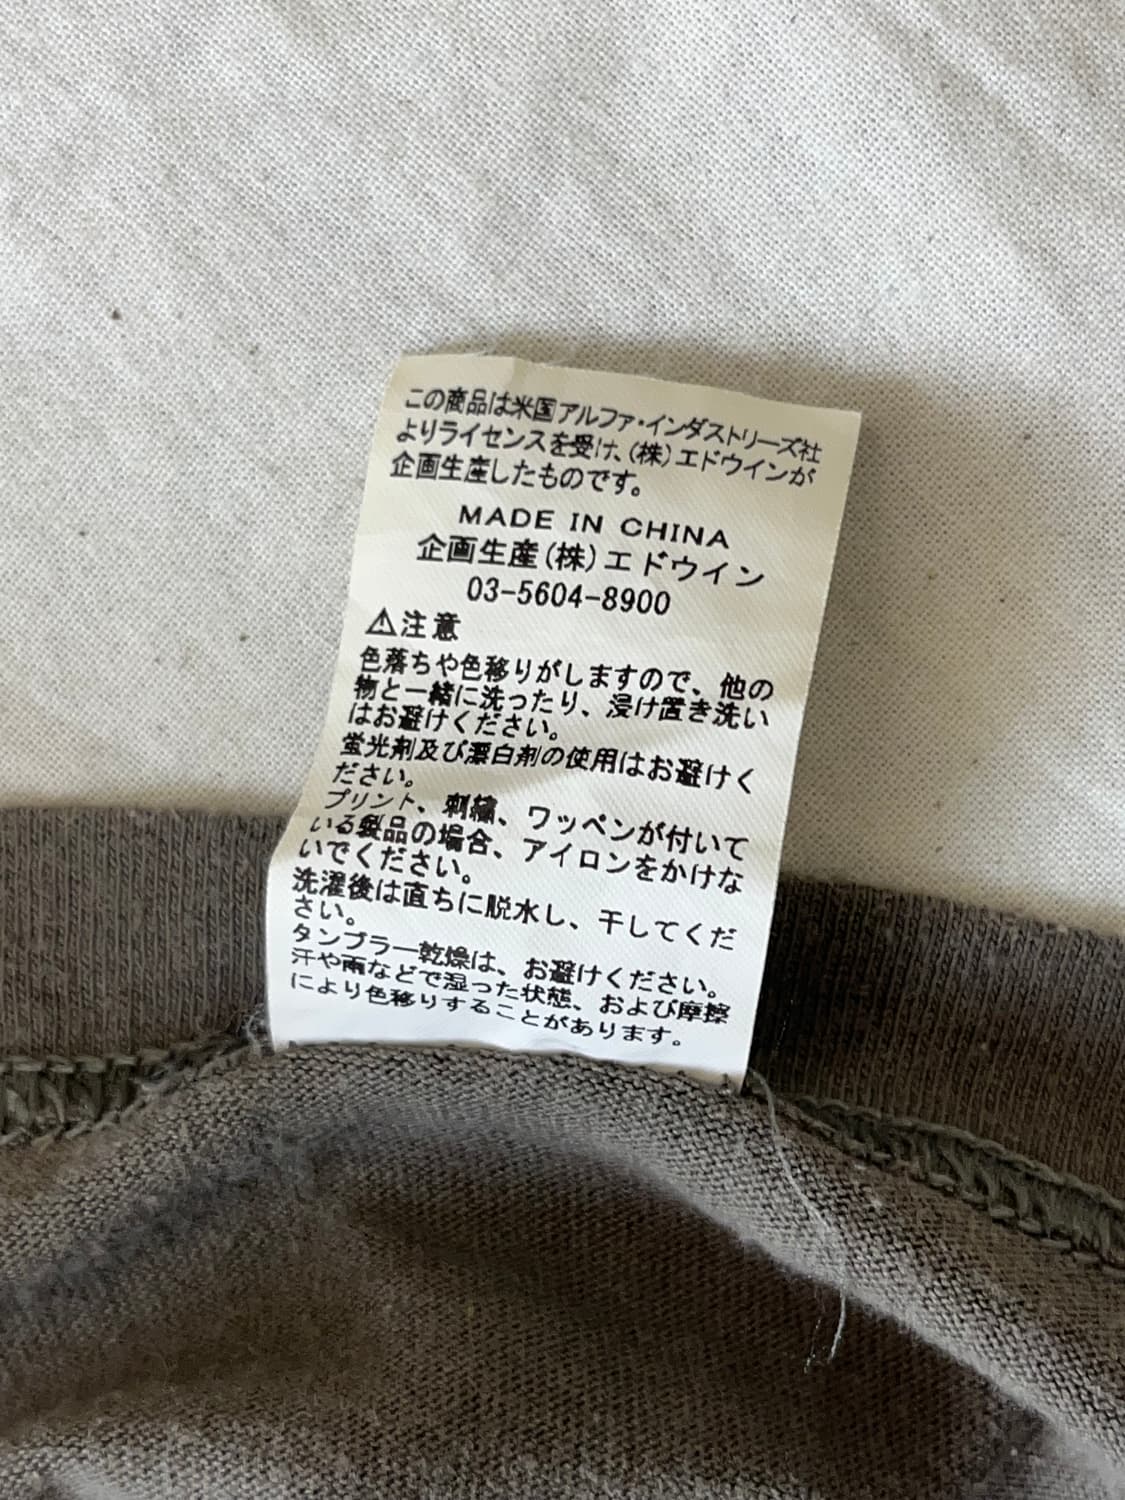 この商品は米国アルファ・インダストリーズ社
よりライセンスを受け、(株)エドウインが
企画生産したものです。
MADE IN CHINA
企画生産(株)エドウイン
03-5604-8900
⚠注意
色落ちや色移りがしますので、他の
物と一緒に洗ったり、浸け置き洗い
はお避けください。
蛍光剤及び漂白剤の使用はお避けく
ださい。
プリント、刺繍、ワッペンが付いて
いる製品の場合、アイロンをかけな
いでください。
洗濯後は直ちに脱水し、干してくだ
さい。
タンブラー乾燥は、お避けください。
汗や雨などで湿った状態、および摩擦
により色移りすることがあります。